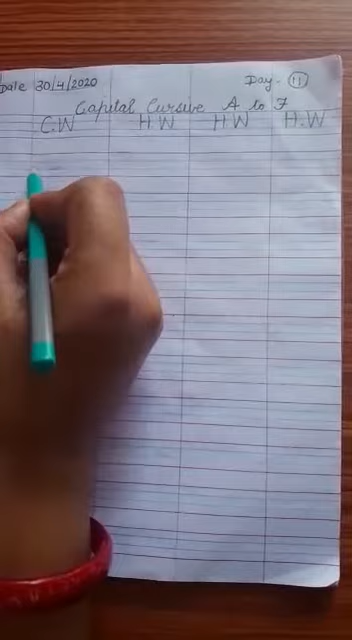 Date 30/4/2020 Day - 11
Capital Cursive A to F
C.W H.W H.W H.W